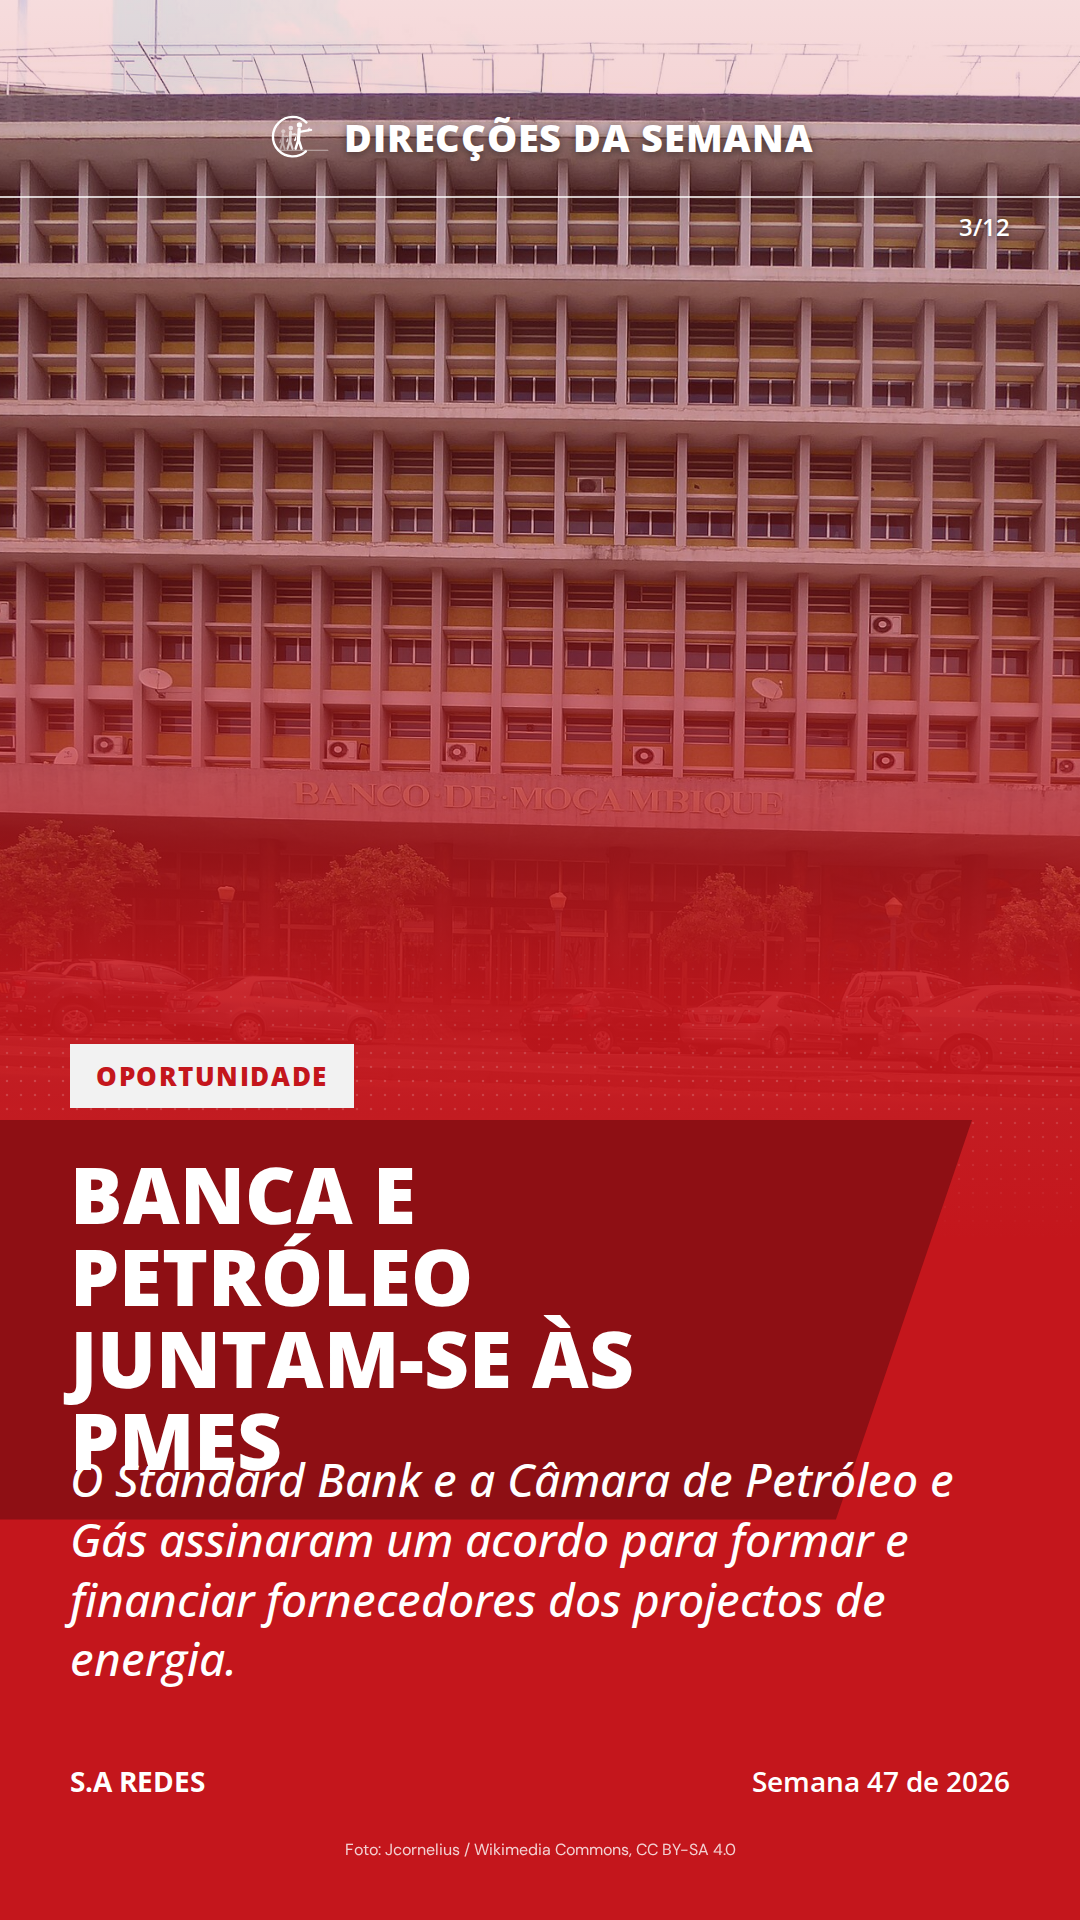 DIRECÇÕES DA SEMANA
3/12
BANCO·DE·MOÇAMBIQUE
OPORTUNIDADE
BANCA E
PETRÓLEO
JUNTAM-SE ÀS
PMES
O Standard Bank e a Câmara de Petróleo e
Gás assinaram um acordo para formar e
financiar fornecedores dos projectos de
energia.
S.A REDES
Semana 47 de 2026
Foto: Jcornelius / Wikimedia Commons, CC BY-SA 4.0